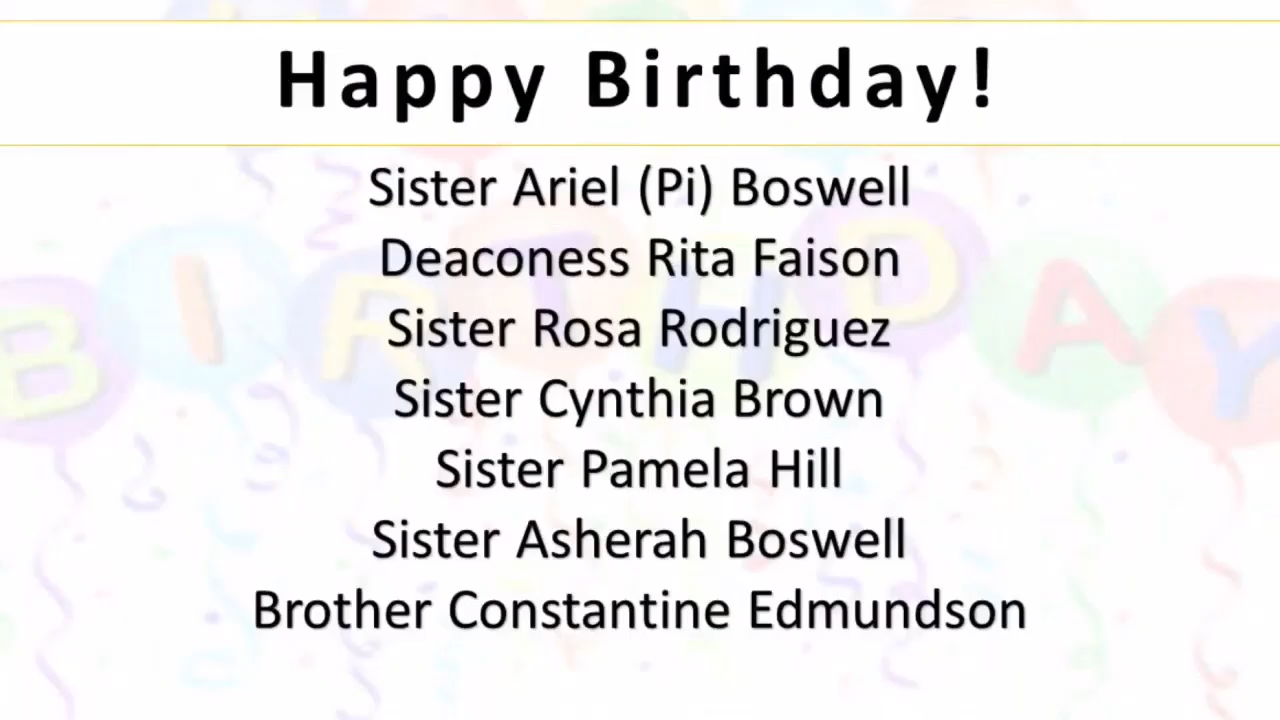 Happy Birthday!
Sister Ariel (Pi) Boswell
Deaconess Rita Faison
Sister Rosa Rodriguez
Sister Cynthia Brown
Sister Pamela Hill
Sister Asherah Boswell
Brother Constantine Edmundson
BIRTHDAY